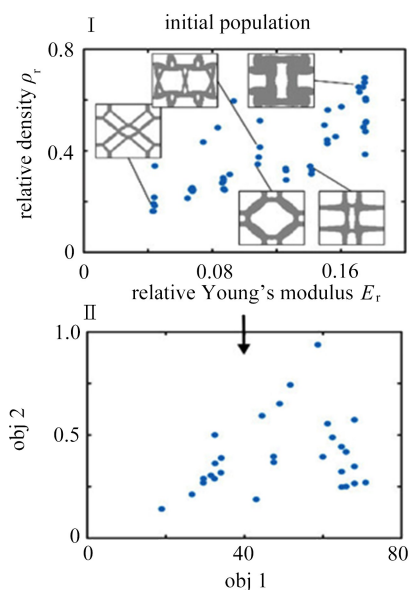 I initial population
relative density ρr
0.8
0.4
0
0 0.08 0.16
relative Young's modulus Er
II
1.0
obj 2
0.5
0
0 40 80
obj 1